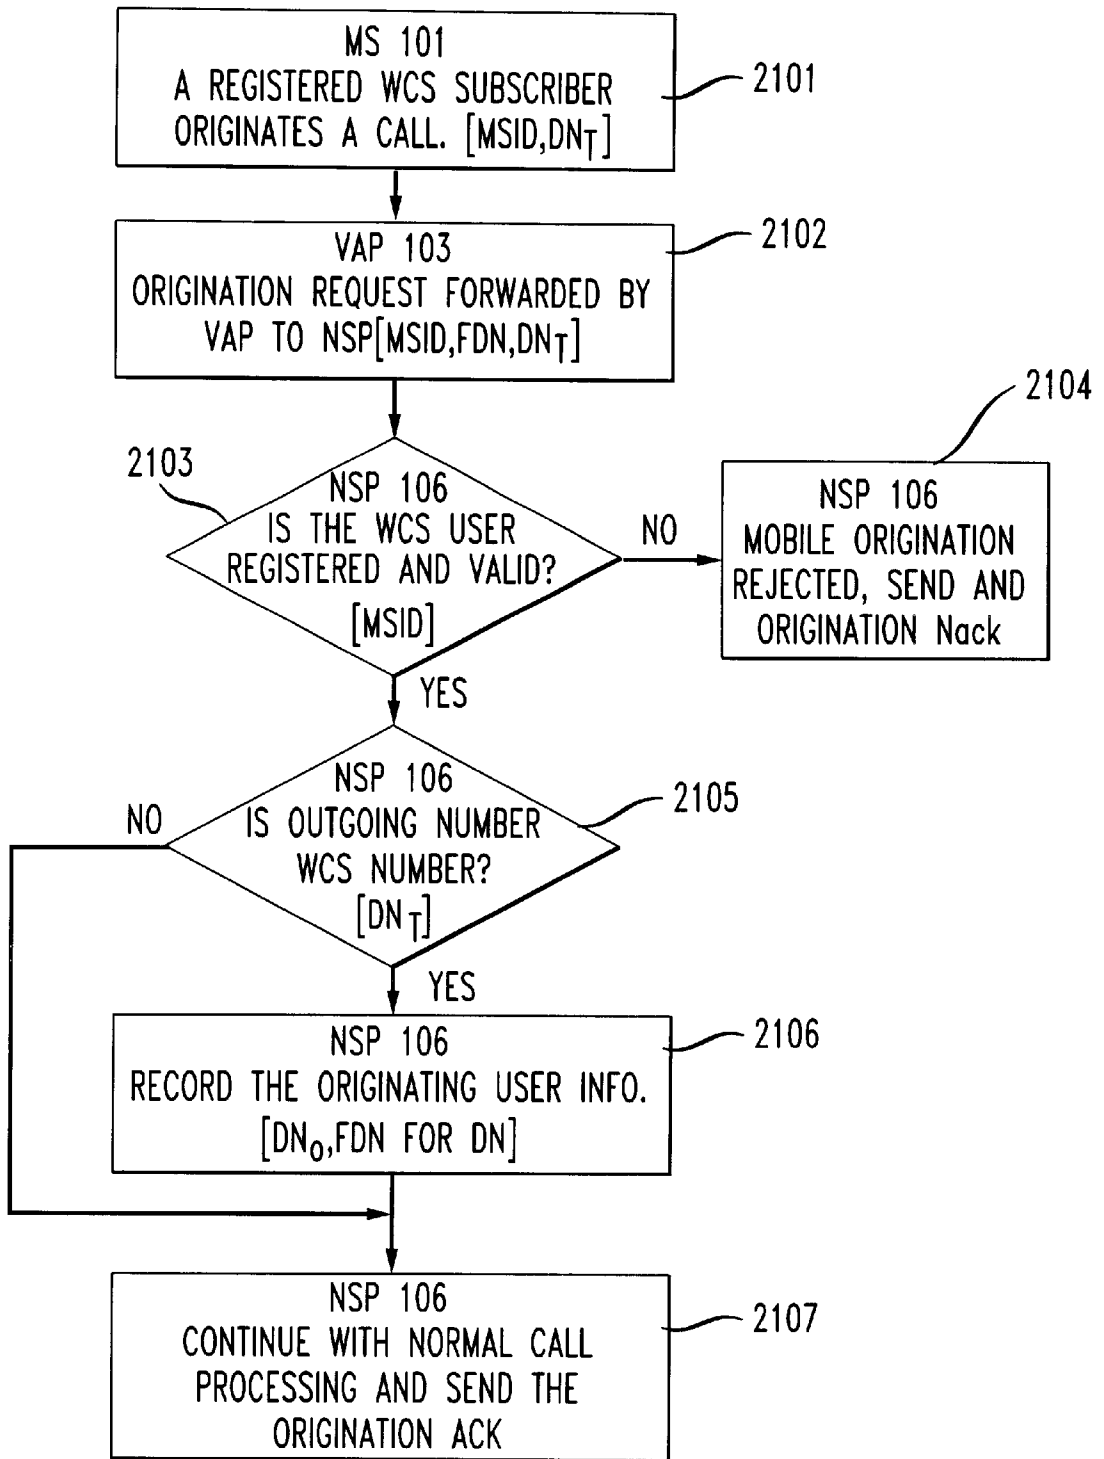 MS 101
A REGISTERED WCS SUBSCRIBER
ORIGINATES A CALL. [MSID,DN_T]
2101
VAP 103
ORIGINATION REQUEST FORWARDED BY
VAP TO NSP[MSID,FDN,DN_T]
2102
2103
NSP 106
IS THE WCS USER
REGISTERED AND VALID?
[MSID]
NO
YES
2104
NSP 106
MOBILE ORIGINATION
REJECTED, SEND AND
ORIGINATION Nack
NSP 106
IS OUTGOING NUMBER
WCS NUMBER?
[DN_T]
2105
NO
YES
NSP 106
RECORD THE ORIGINATING USER INFO.
[DN_O,FDN FOR DN]
2106
NSP 106
CONTINUE WITH NORMAL CALL
PROCESSING AND SEND THE
ORIGINATION ACK
2107